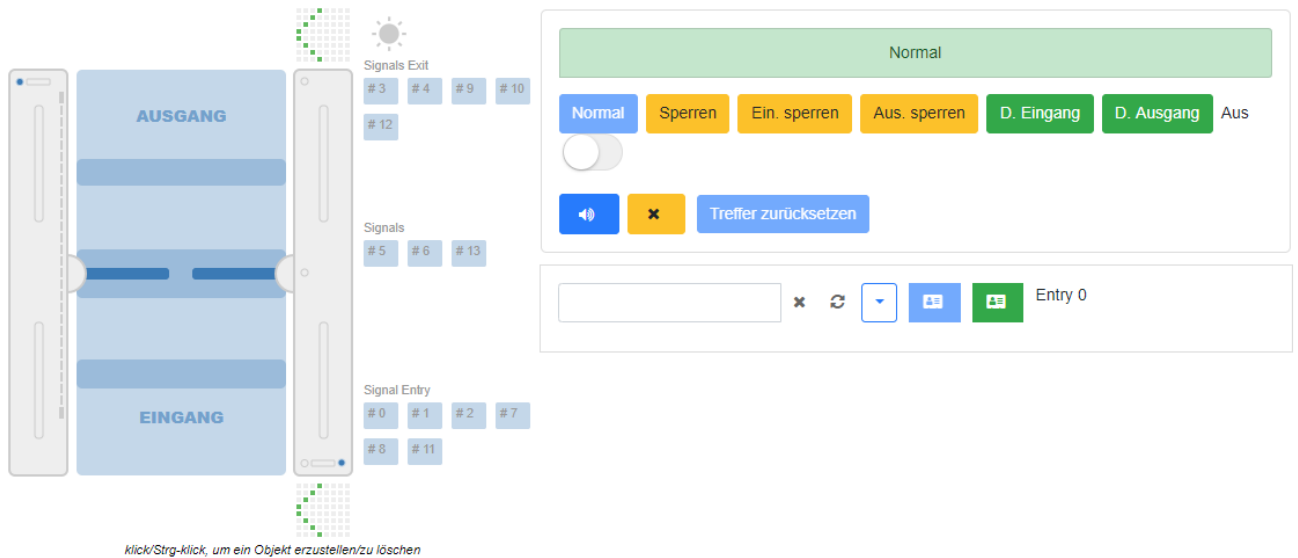 Signals Exit
# 3 # 4 # 9 # 10
# 12
AUSGANG
Signals
# 5 # 6 # 13
Signal Entry
# 0 # 1 # 2 # 7
# 8 # 11
EINGANG
klick/Strg-klick, um ein Objekt erzustellen/zu löschen
Normal
Normal Sperren Ein. sperren Aus. sperren D. Eingang D. Ausgang Aus
Treffer zurücksetzen
Entry 0